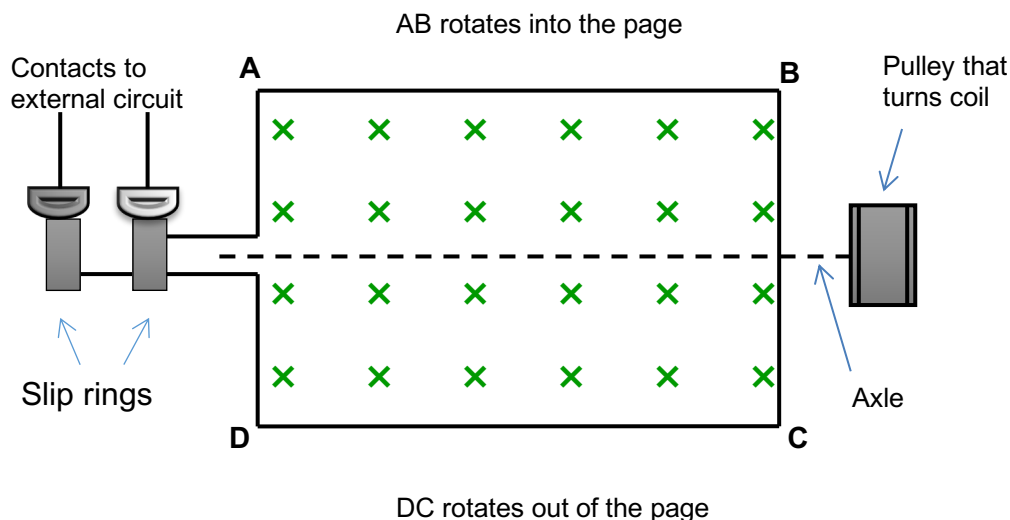 AB rotates into the page
Contacts to
external circuit
A
B
Pulley that
turns coil
Slip rings
Axle
D
C
DC rotates out of the page